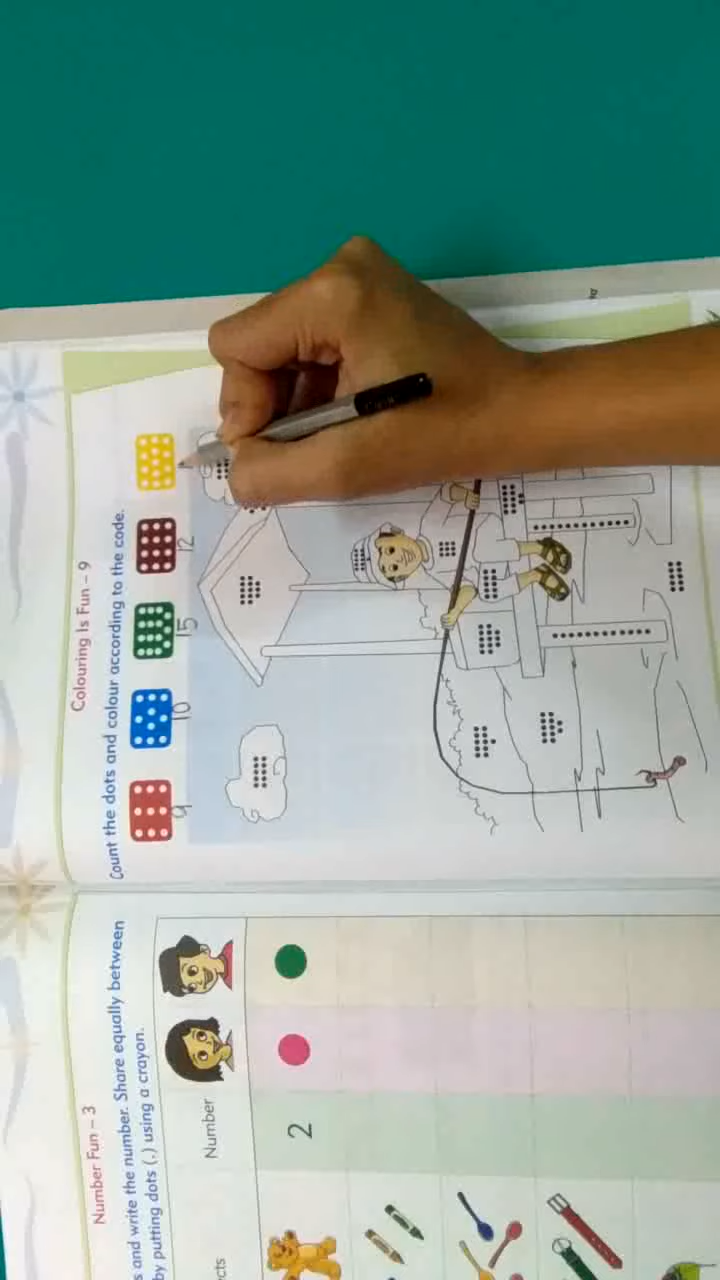 Number Fun – 3
s and write the number. Share equally between
by putting dots (.) using a crayon.
cts
Number
2
Colouring Is Fun – 9
Count the dots and colour according to the code.
9
10
15
12